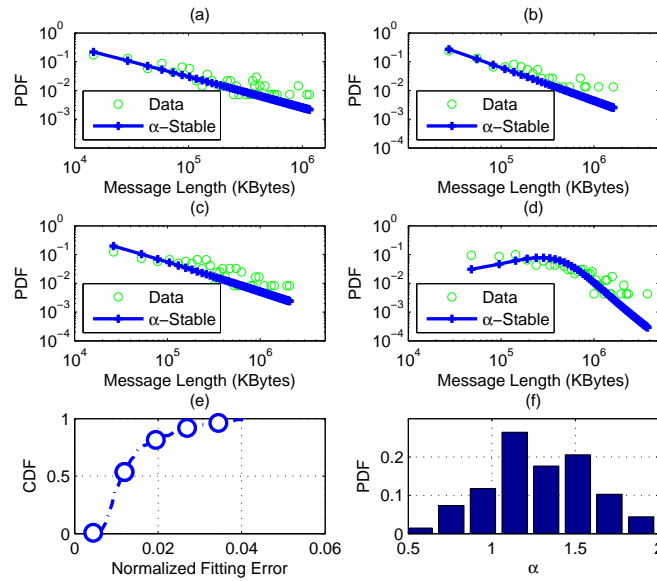 (a)
10^0
10^-1
10^-2
10^-3
PDF
Data
α-Stable
10^4
10^5
10^6
Message Length (KBytes)
(b)
10^0
10^-1
10^-2
10^-3
10^-4
PDF
Data
α-Stable
10^5
10^6
Message Length (KBytes)
(c)
10^0
10^-1
10^-2
10^-3
10^-4
PDF
Data
α-Stable
10^4
10^5
10^6
Message Length (KBytes)
(d)
10^0
10^-1
10^-2
10^-3
10^-4
PDF
Data
α-Stable
10^5
10^6
Message Length (KBytes)
(e)
1
0.5
0
CDF
0
0.02
0.04
0.06
Normalized Fitting Error
(f)
0.2
0.1
0
PDF
0.5
1
1.5
2
α